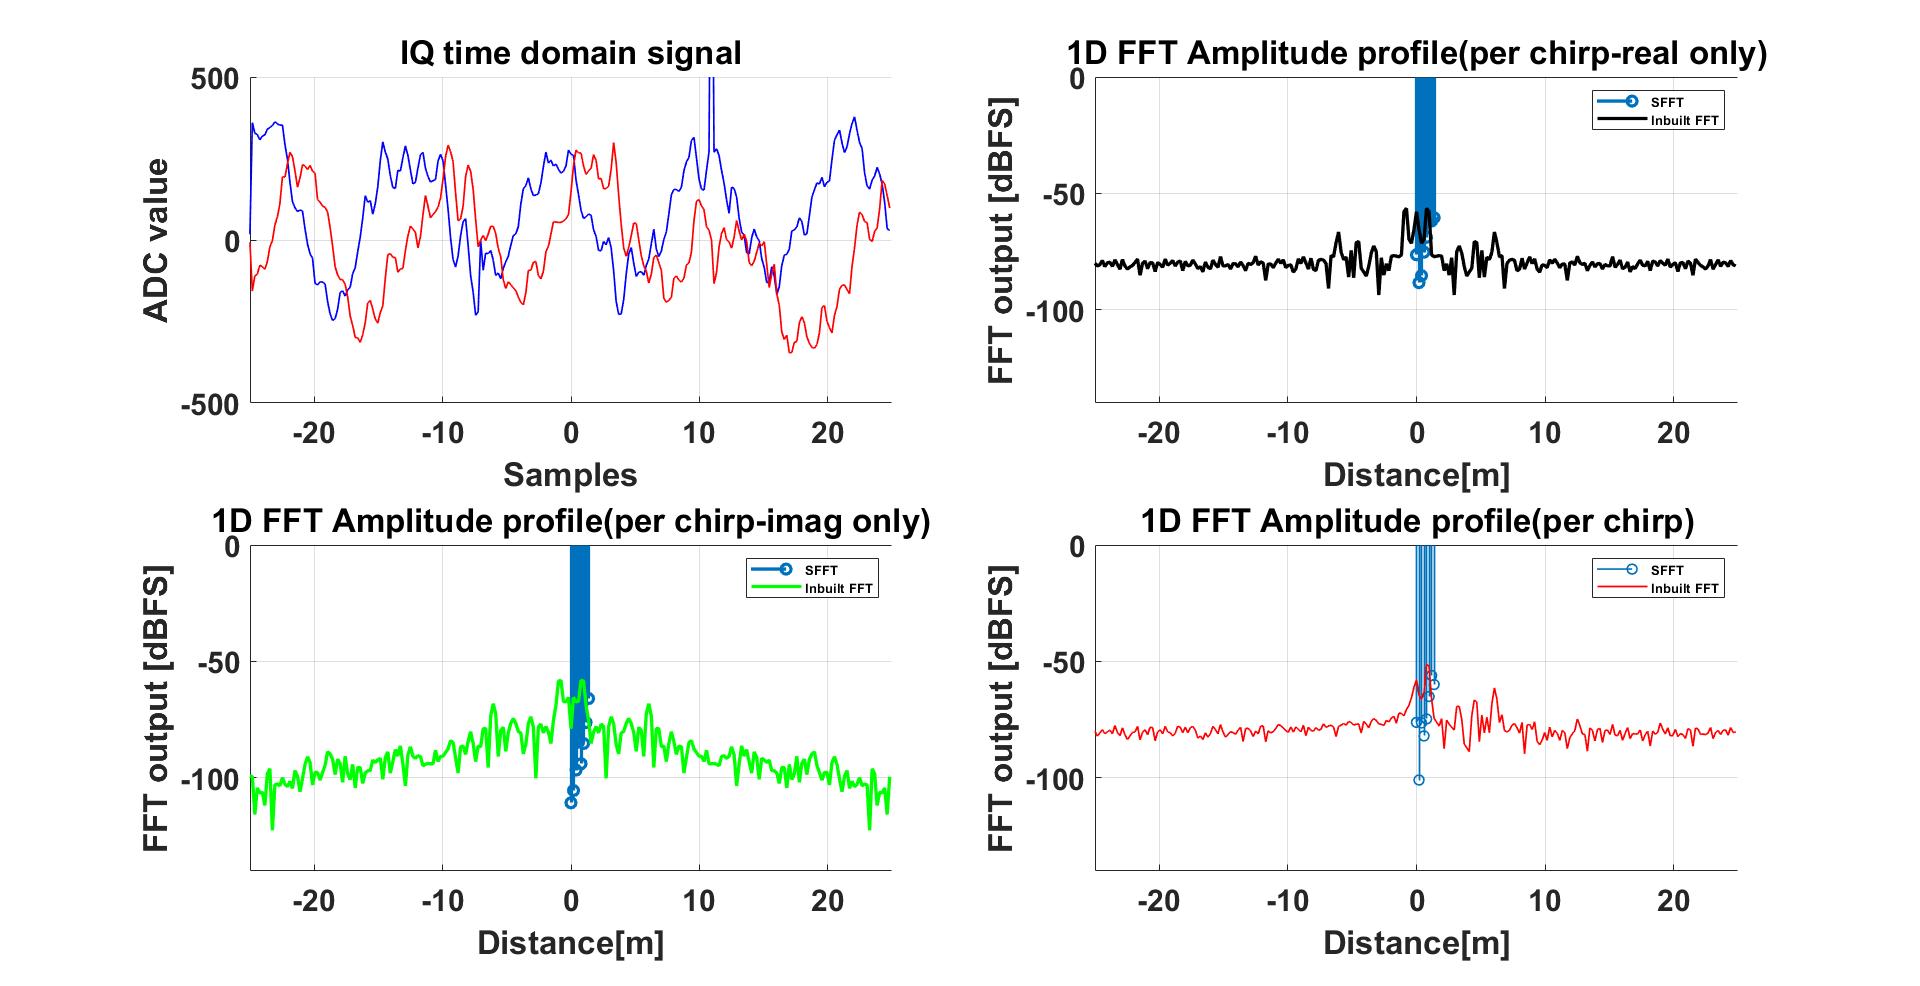 IQ time domain signal
500
0
-500
ADC value
-20
-10
0
10
20
Samples
1D FFT Amplitude profile(per chirp-real only)
0
-50
-100
FFT output [dBFS]
SFFT
Inbuilt FFT
-20
-10
0
10
20
Distance[m]
1D FFT Amplitude profile(per chirp-imag only)
0
-50
-100
FFT output [dBFS]
SFFT
Inbuilt FFT
-20
-10
0
10
20
Distance[m]
1D FFT Amplitude profile(per chirp)
0
-50
-100
FFT output [dBFS]
SFFT
Inbuilt FFT
-20
-10
0
10
20
Distance[m]